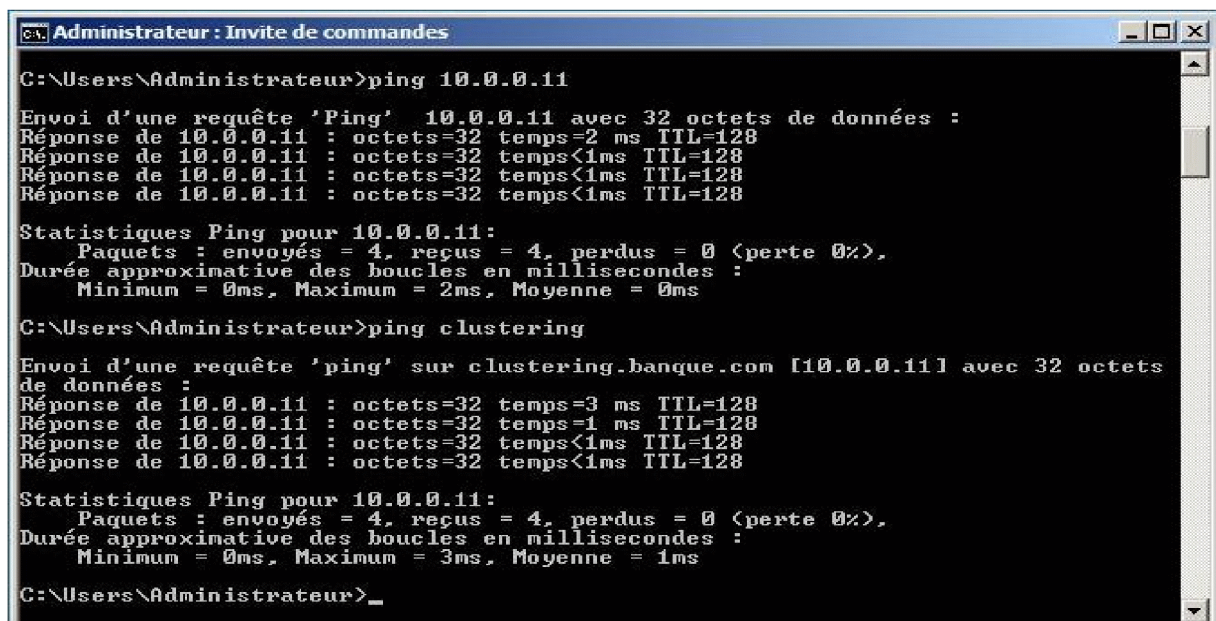 Administrateur : Invite de commandes
C:\Users\Administrateur>ping 10.0.0.11
Envoi d'une requête 'Ping'  10.0.0.11 avec 32 octets de données :
Réponse de 10.0.0.11 : octets=32 temps=2 ms TTL=128
Réponse de 10.0.0.11 : octets=32 temps<1ms TTL=128
Réponse de 10.0.0.11 : octets=32 temps<1ms TTL=128
Réponse de 10.0.0.11 : octets=32 temps<1ms TTL=128
Statistiques Ping pour 10.0.0.11:
    Paquets : envoyés = 4, reçus = 4, perdus = 0 (perte 0%),
Durée approximative des boucles en millisecondes :
    Minimum = 0ms, Maximum = 2ms, Moyenne = 0ms
C:\Users\Administrateur>ping clustering
Envoi d'une requête 'ping' sur clustering.banque.com [10.0.0.11] avec 32 octets
de données :
Réponse de 10.0.0.11 : octets=32 temps=3 ms TTL=128
Réponse de 10.0.0.11 : octets=32 temps=1 ms TTL=128
Réponse de 10.0.0.11 : octets=32 temps<1ms TTL=128
Réponse de 10.0.0.11 : octets=32 temps<1ms TTL=128
Statistiques Ping pour 10.0.0.11:
    Paquets : envoyés = 4, reçus = 4, perdus = 0 (perte 0%),
Durée approximative des boucles en millisecondes :
    Minimum = 0ms, Maximum = 3ms, Moyenne = 1ms
C:\Users\Administrateur>_